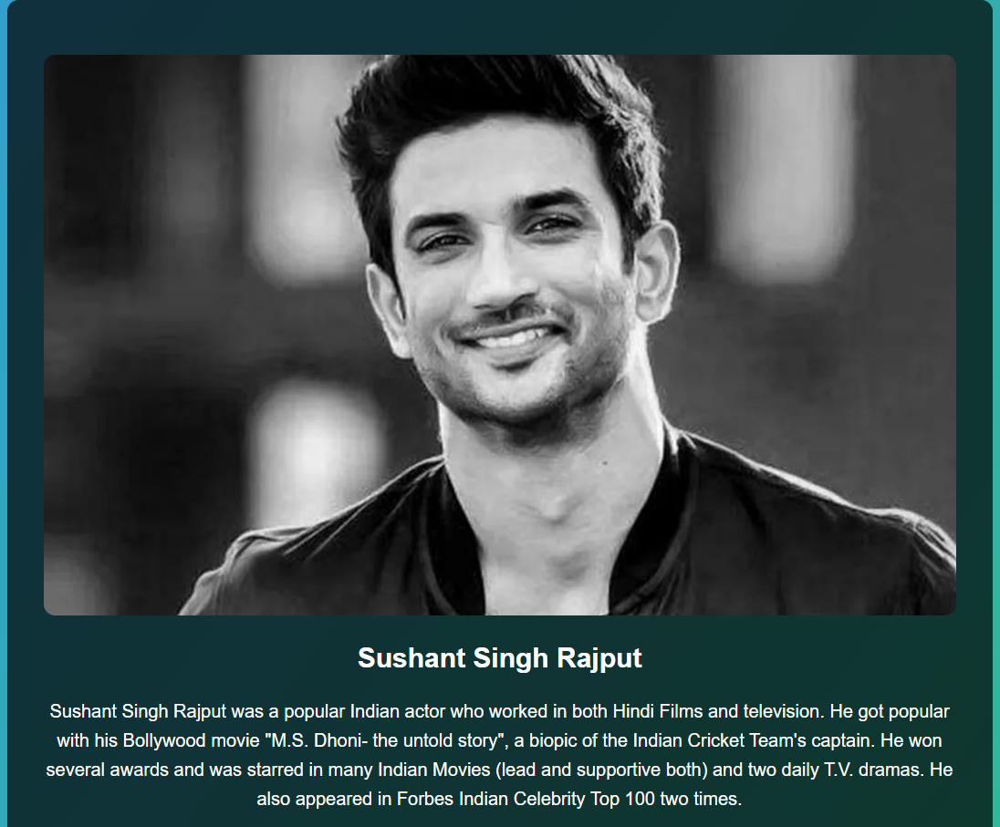 Sushant Singh Rajput
Sushant Singh Rajput was a popular Indian actor who worked in both Hindi Films and television. He got popular
with his Bollywood movie "M.S. Dhoni- the untold story", a biopic of the Indian Cricket Team's captain. He won
several awards and was starred in many Indian Movies (lead and supportive both) and two daily T.V. dramas. He
also appeared in Forbes Indian Celebrity Top 100 two times.